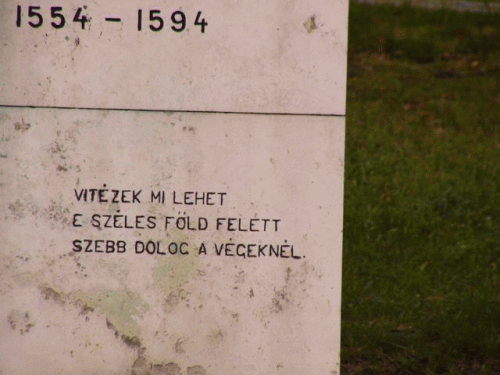 1554 - 1594
VITÉZEK MI LEHET
E SZÉLES FÖLD FELETT
SZEBB DOLOG A VÉGEKNÉL.